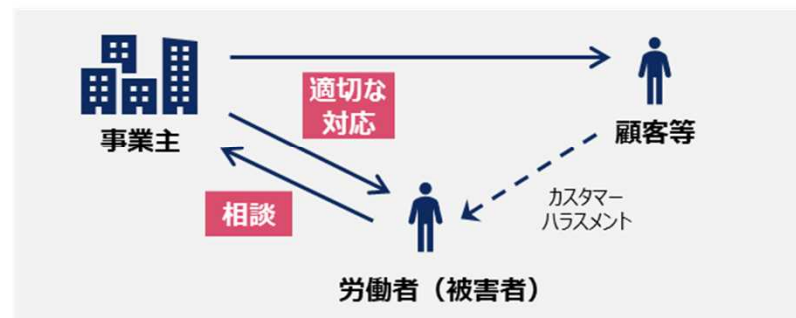 適切な
対応
事業主
顧客等
相談
カスタマー
ハラスメント
労働者（被害者）